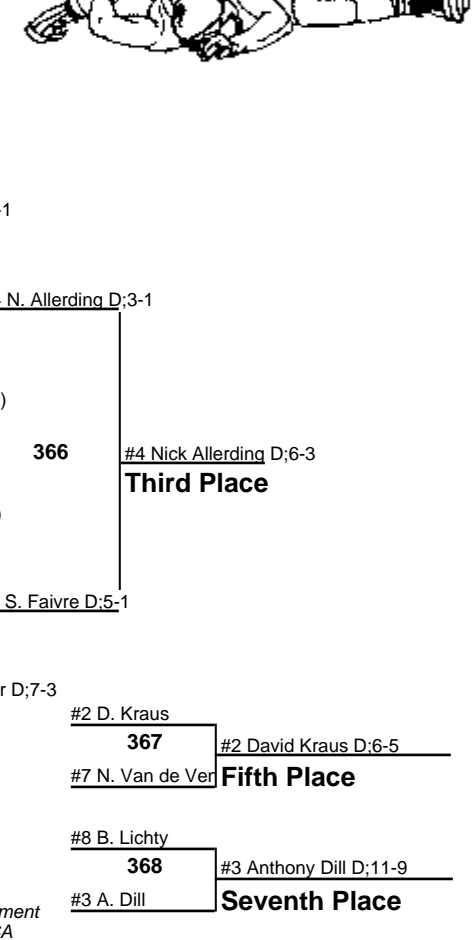 -1
N. Allerding D;3-1
)
366
#4 Nick Allerding D;6-3
Third Place
)
S. Faivre D;5-1
r D;7-3
#2 D. Kraus
367
#2 David Kraus D;6-5
#7 N. Van de Ven
Fifth Place
#8 B. Lichty
368
#3 Anthony Dill D;11-9
#3 A. Dill
Seventh Place
ment
CA